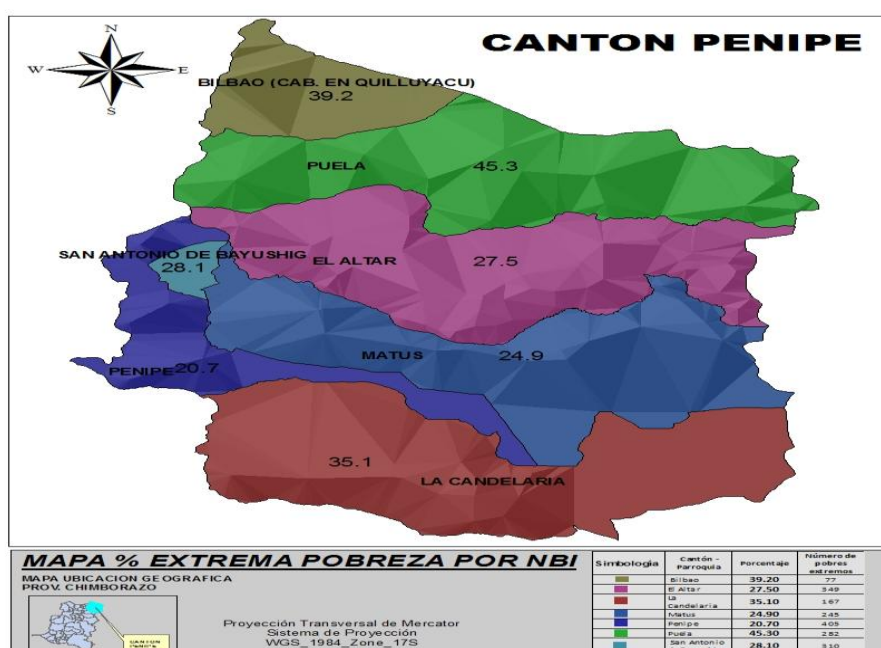 CANTON PENIPE
N
W
E
S
BILBAO (CAB. EN QUILLUYACU)
39.2
PUELA
45.3
SAN ANTONIO DE BAYUSHIG
28.1
EL ALTAR
27.5
MATUS
24.9
PENIPE
20.7
35.1
LA CANDELARIA
MAPA % EXTREMA POBREZA POR NBI
MAPA UBICACION GEOGRAFICA
PROV. CHIMBORAZO
CANTON
PENIPE
Proyección Transversal de Mercator
Sistema de Proyección
WGS_1984_Zone_17S
Simbologia
Cantón -
Parroquia
Porcentaje
Número de
pobres
extremos
Bilbao 39.20 77
El Altar 27.50 349
La
Candelaria 35.10 167
Matus 24.90 245
Penipe 20.70 405
Puela 45.30 282
San Antonio 28.10 310